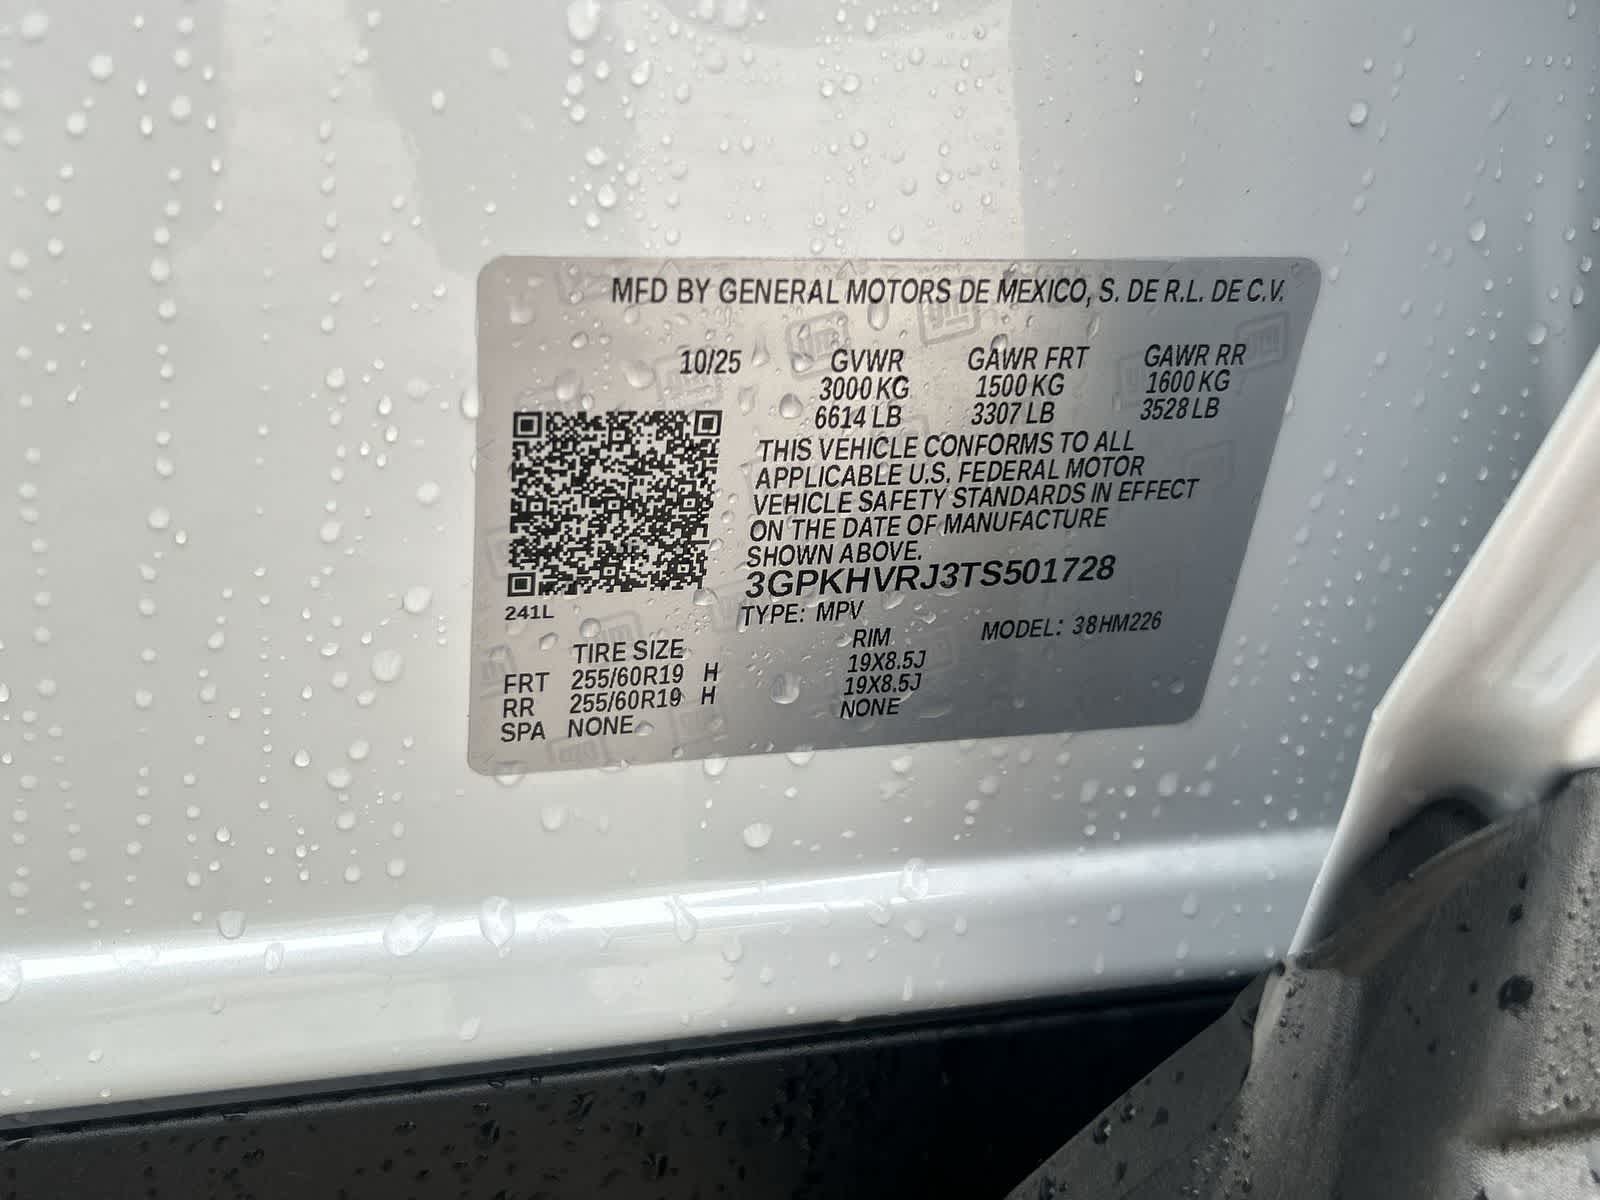 MFD BY GENERAL MOTORS DE MEXICO, S. DE R.L. DE C.V.
10/25 GVWR GAWR FRT GAWR RR
3000 KG 1500 KG 1600 KG
6614 LB 3307 LB 3528 LB
THIS VEHICLE CONFORMS TO ALL
APPLICABLE U.S. FEDERAL MOTOR
VEHICLE SAFETY STANDARDS IN EFFECT
ON THE DATE OF MANUFACTURE
SHOWN ABOVE.
3GPKHVRJ3TS501728
241L TYPE: MPV MODEL: 38HM226
TIRE SIZE RIM
FRT 255/60R19 H 19X8.5J
RR 255/60R19 H 19X8.5J
SPA NONE NONE